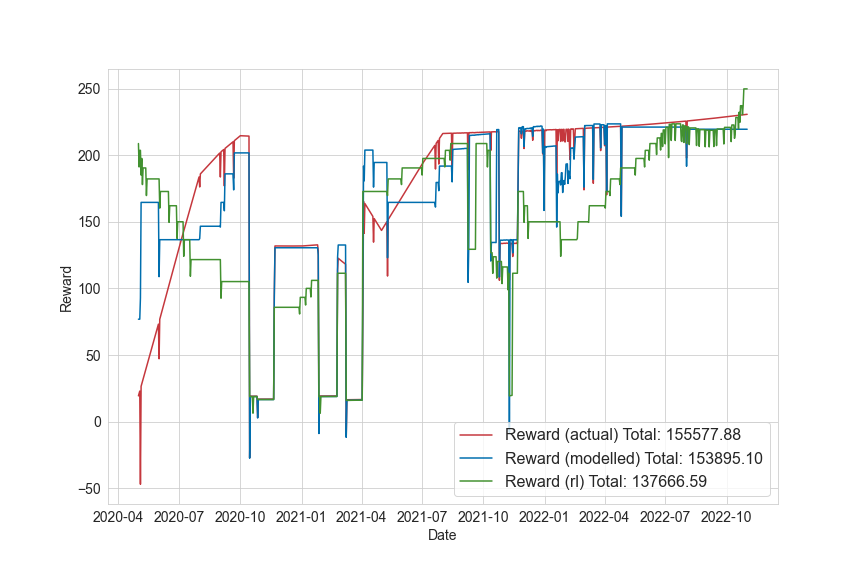 250
200
150
100
50
0
−50
Reward
2020-04 2020-07 2020-10 2021-01 2021-04 2021-07 2021-10 2022-01 2022-04 2022-07 2022-10
Date
Reward (actual) Total: 155577.88
Reward (modelled) Total: 153895.10
Reward (rl) Total: 137666.59